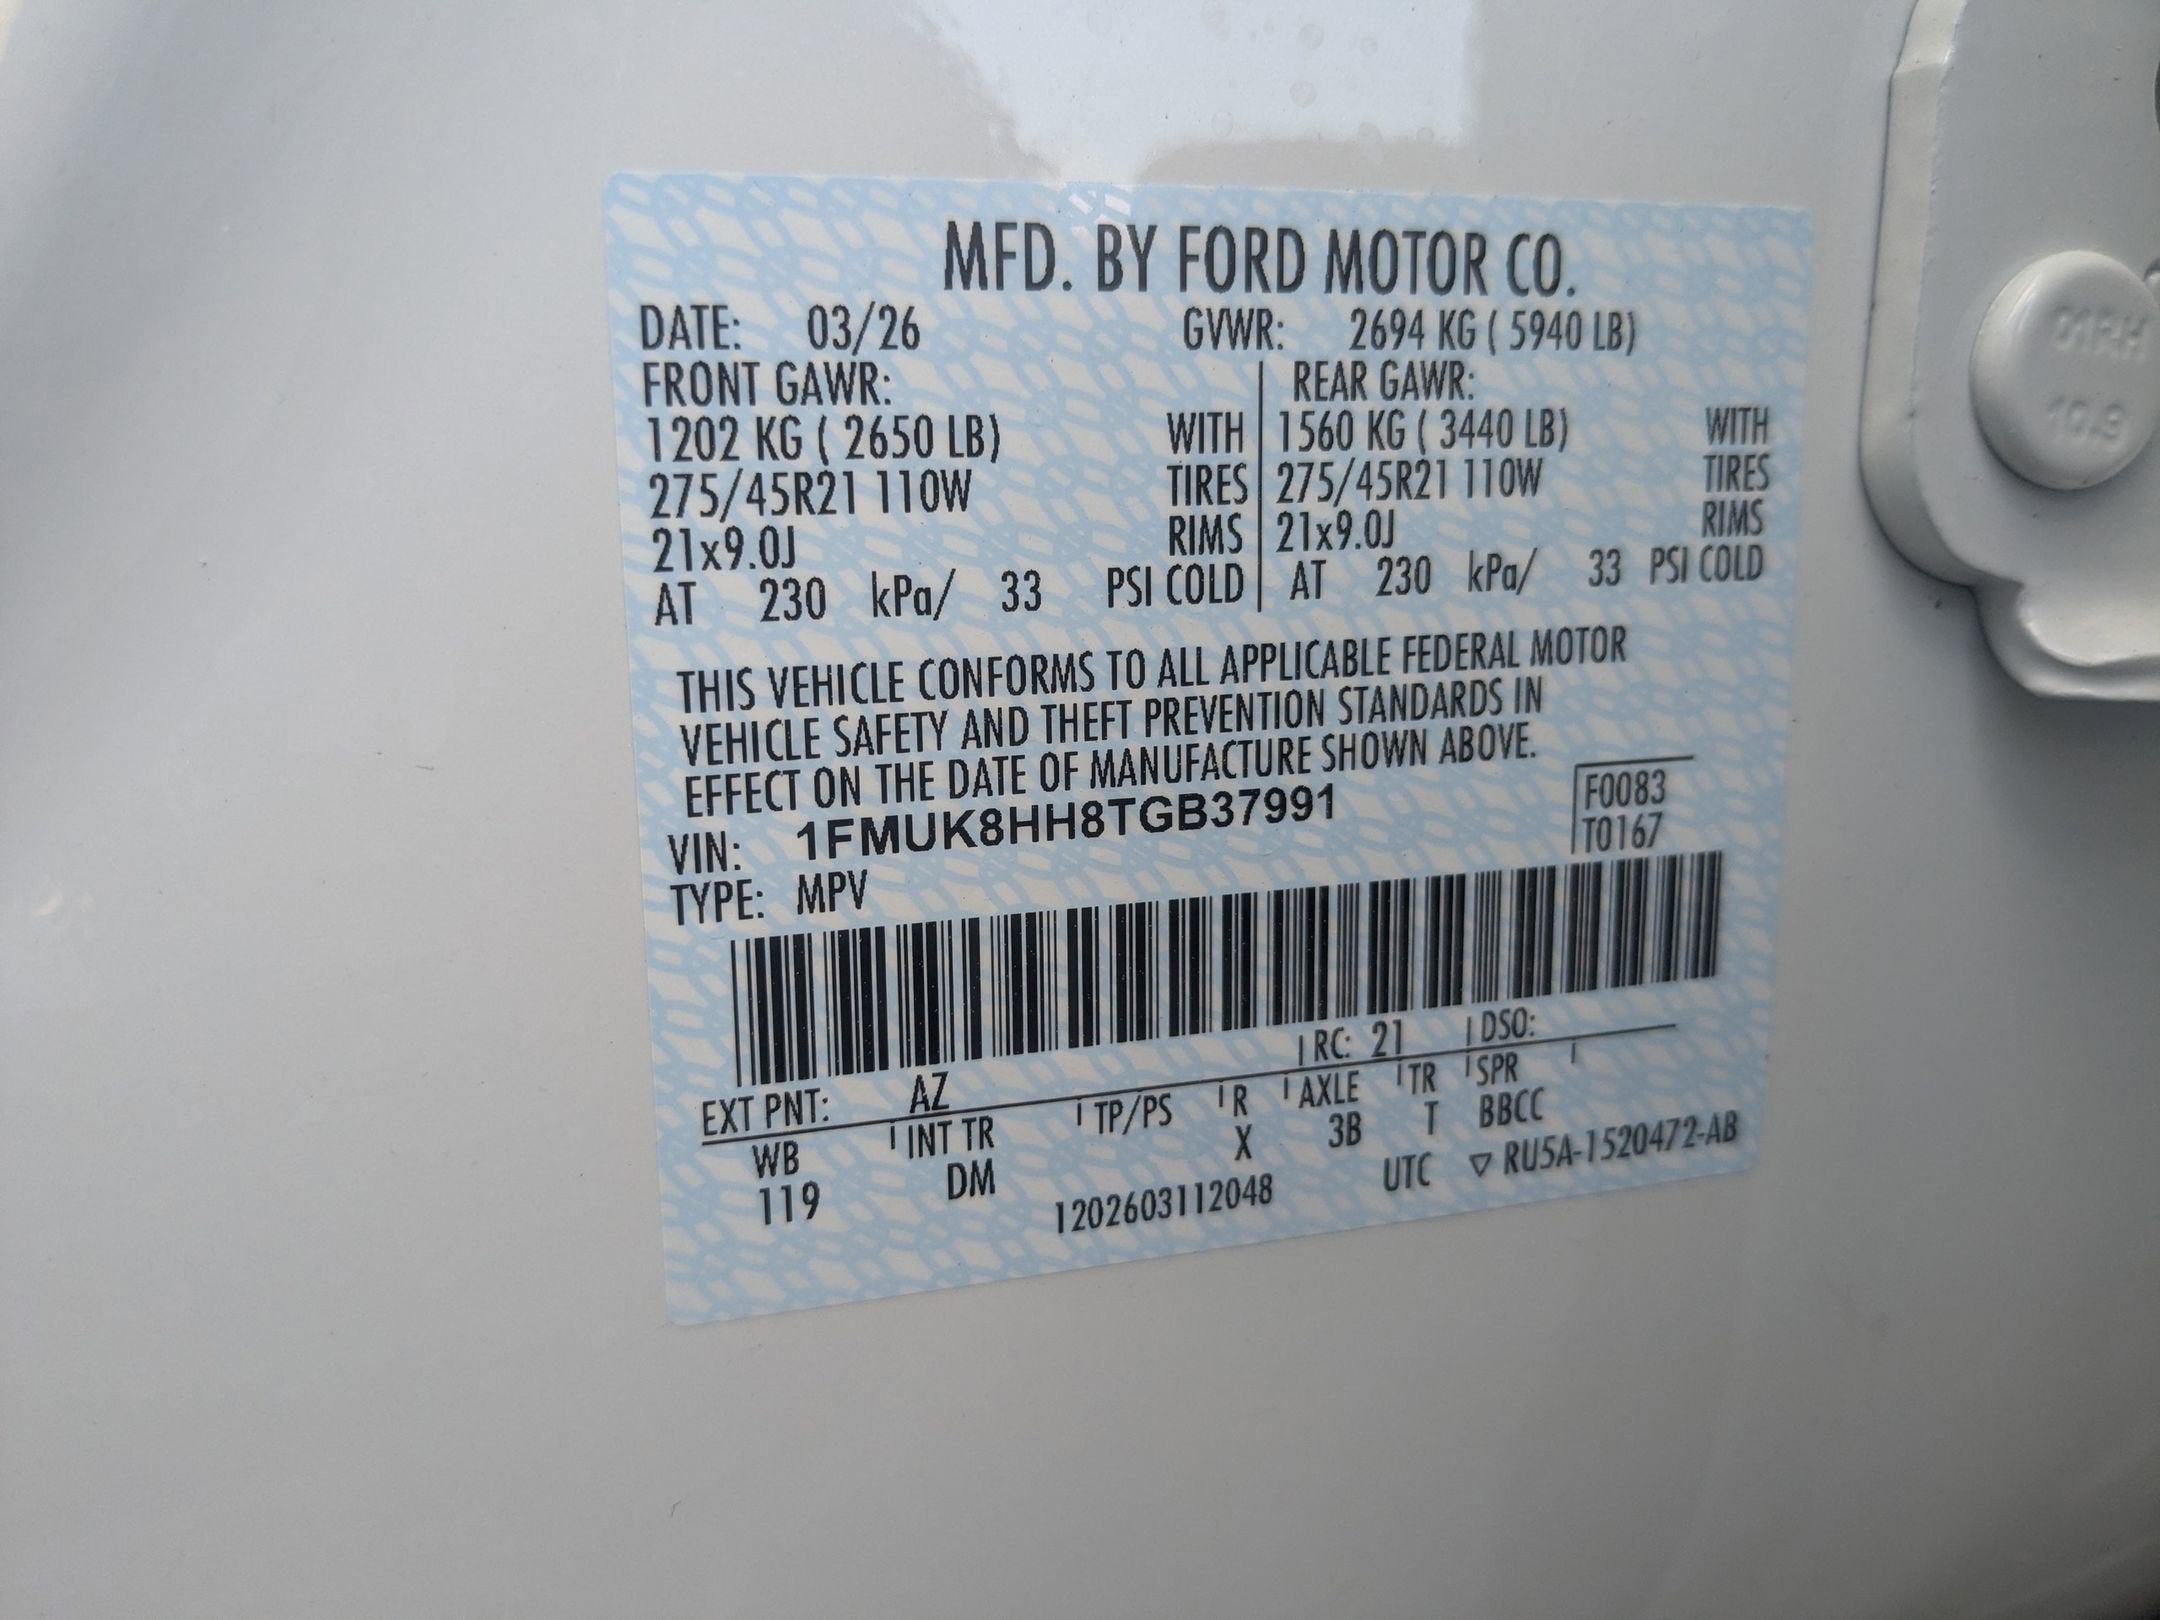 MFD. BY FORD MOTOR CO.
DATE: 03/26 GVWR: 2694 KG ( 5940 LB)
FRONT GAWR: REAR GAWR:
1202 KG ( 2650 LB) WITH 1560 KG ( 3440 LB) WITH
275/45R21 110W TIRES 275/45R21 110W TIRES
21x9.0J RIMS 21x9.0J RIMS
AT 230 kPa/ 33 PSI COLD AT 230 kPa/ 33 PSI COLD
THIS VEHICLE CONFORMS TO ALL APPLICABLE FEDERAL MOTOR
VEHICLE SAFETY AND THEFT PREVENTION STANDARDS IN
EFFECT ON THE DATE OF MANUFACTURE SHOWN ABOVE.
F0083
VIN: 1FMUK8HH8TGB37991
T0167
TYPE: MPV
EXT PNT: AZ RC: 21 DSO:
WB INT TR TP/PS R AXLE TR SPR
119 DM X 3B T BBCC
1202603112048 UTC ▽ RU5A-1520472-AB
10.9